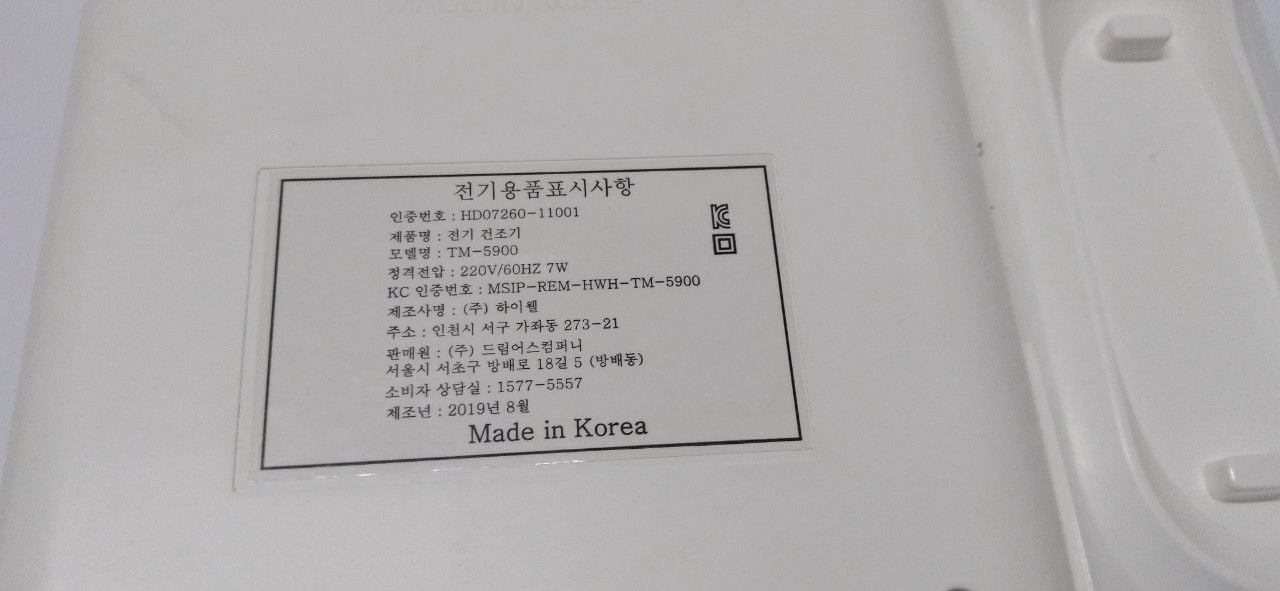 MADE IN KOREA
전기용품표시사항
인증번호 : HD07260-11001
제품명 : 전기 건조기
모델명 : TM-5900
정격전압 : 220V/60HZ 7W
KC 인증번호 : MSIP-REM-HWH-TM-5900
제조사명 : (주) 하이웰
주소 : 인천시 서구 가좌동 273-21
판매원 : (주) 드림어스컴퍼니
서울시 서초구 방배로 18길 5 (방배동)
소비자 상담실 : 1577-5557
제조년 : 2019년 8월
Made in Korea
KC